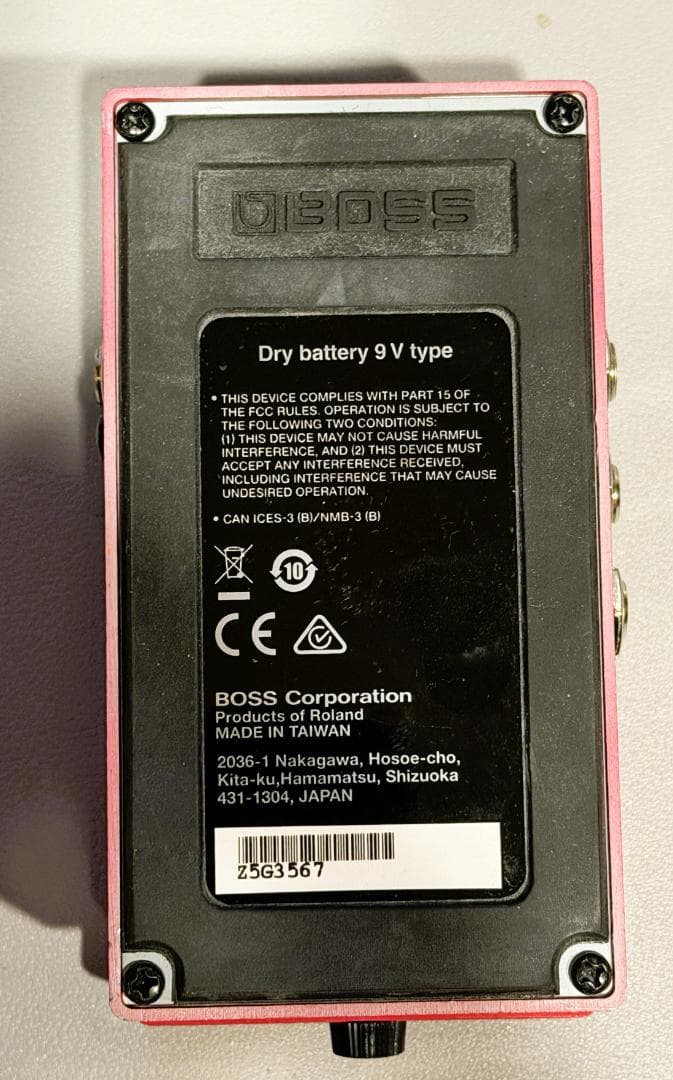 BOSS
Dry battery 9 V type
• THIS DEVICE COMPLIES WITH PART 15 OF
THE FCC RULES. OPERATION IS SUBJECT TO
THE FOLLOWING TWO CONDITIONS:
(1) THIS DEVICE MAY NOT CAUSE HARMFUL
INTERFERENCE, AND (2) THIS DEVICE MUST
ACCEPT ANY INTERFERENCE RECEIVED,
INCLUDING INTERFERENCE THAT MAY CAUSE
UNDESIRED OPERATION.
• CAN ICES-3 (B)/NMB-3 (B)
10
CE
BOSS Corporation
Products of Roland
MADE IN TAIWAN
2036-1 Nakagawa, Hosoe-cho,
Kita-ku,Hamamatsu, Shizuoka
431-1304, JAPAN
Z5G3567